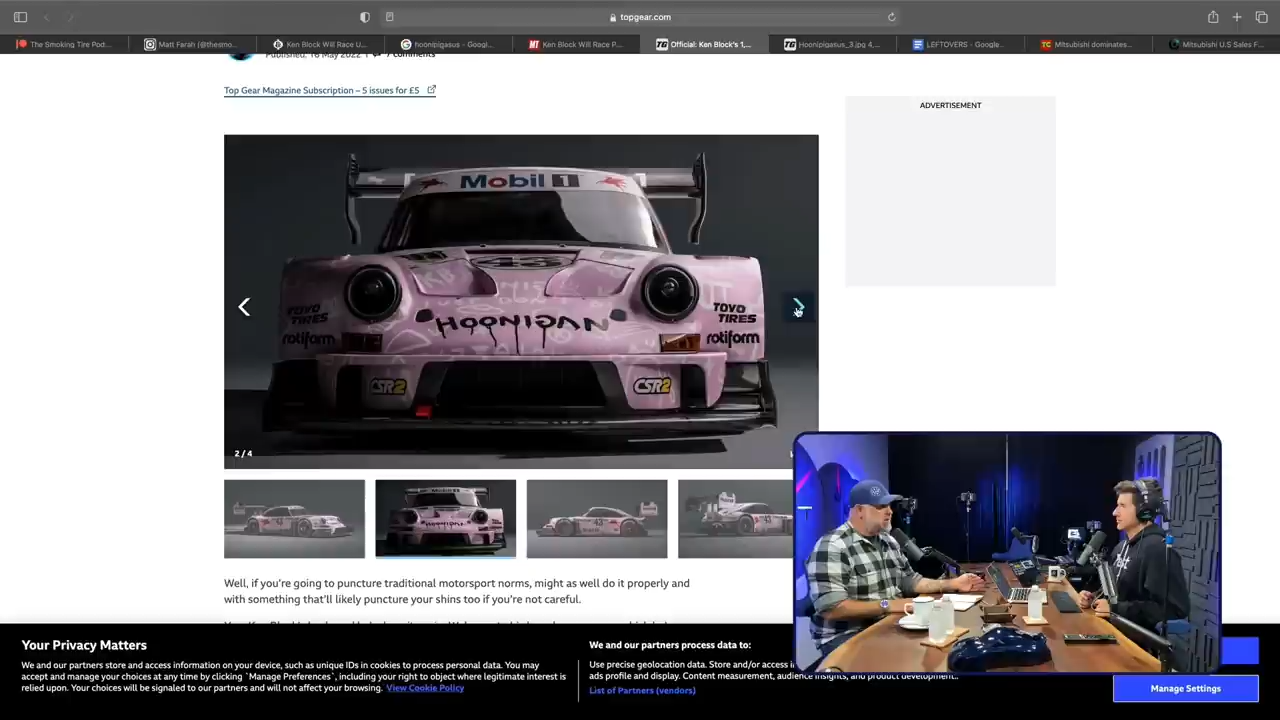 topgear.com
The Smoking Tire Pod...
Matt Farah (@thesmo...
Ken Block Will Race U...
hoonipigasus - Googl...
Ken Block Will Race P...
Official: Ken Block's 1,...
Hoonipigasus_3.jpg 4,...
LEFTOVERS - Google...
Mitsubishi dominates...
Mitsubishi U.S Sales F...
Published: 16 May 2022
7 comments
Top Gear Magazine Subscription – 5 issues for £5
ADVERTISEMENT
Mobil 1
43
TOYO
TIRES
HOONIGAN
TOYO
TIRES
rotiform
rotiform
CSR2
CSR2
2 / 4
Well, if you're going to puncture traditional motorsport norms, might as well do it properly and
with something that'll likely puncture your shins too if you're not careful.
Your Privacy Matters
We and our partners store and access information on your device, such as unique IDs in cookies to process personal data. You may
accept and manage your choices at any time by clicking `Manage Preferences`, including your right to object where legitimate interest is
relied upon. Your choices will be signaled to our partners and will not affect your browsing. View Cookie Policy
We and our partners process data to:
Use precise geolocation data. Store and/or access i
ads profile and display. Content measurement, audience insights, and product development..
List of Partners (vendors)
Manage Settings